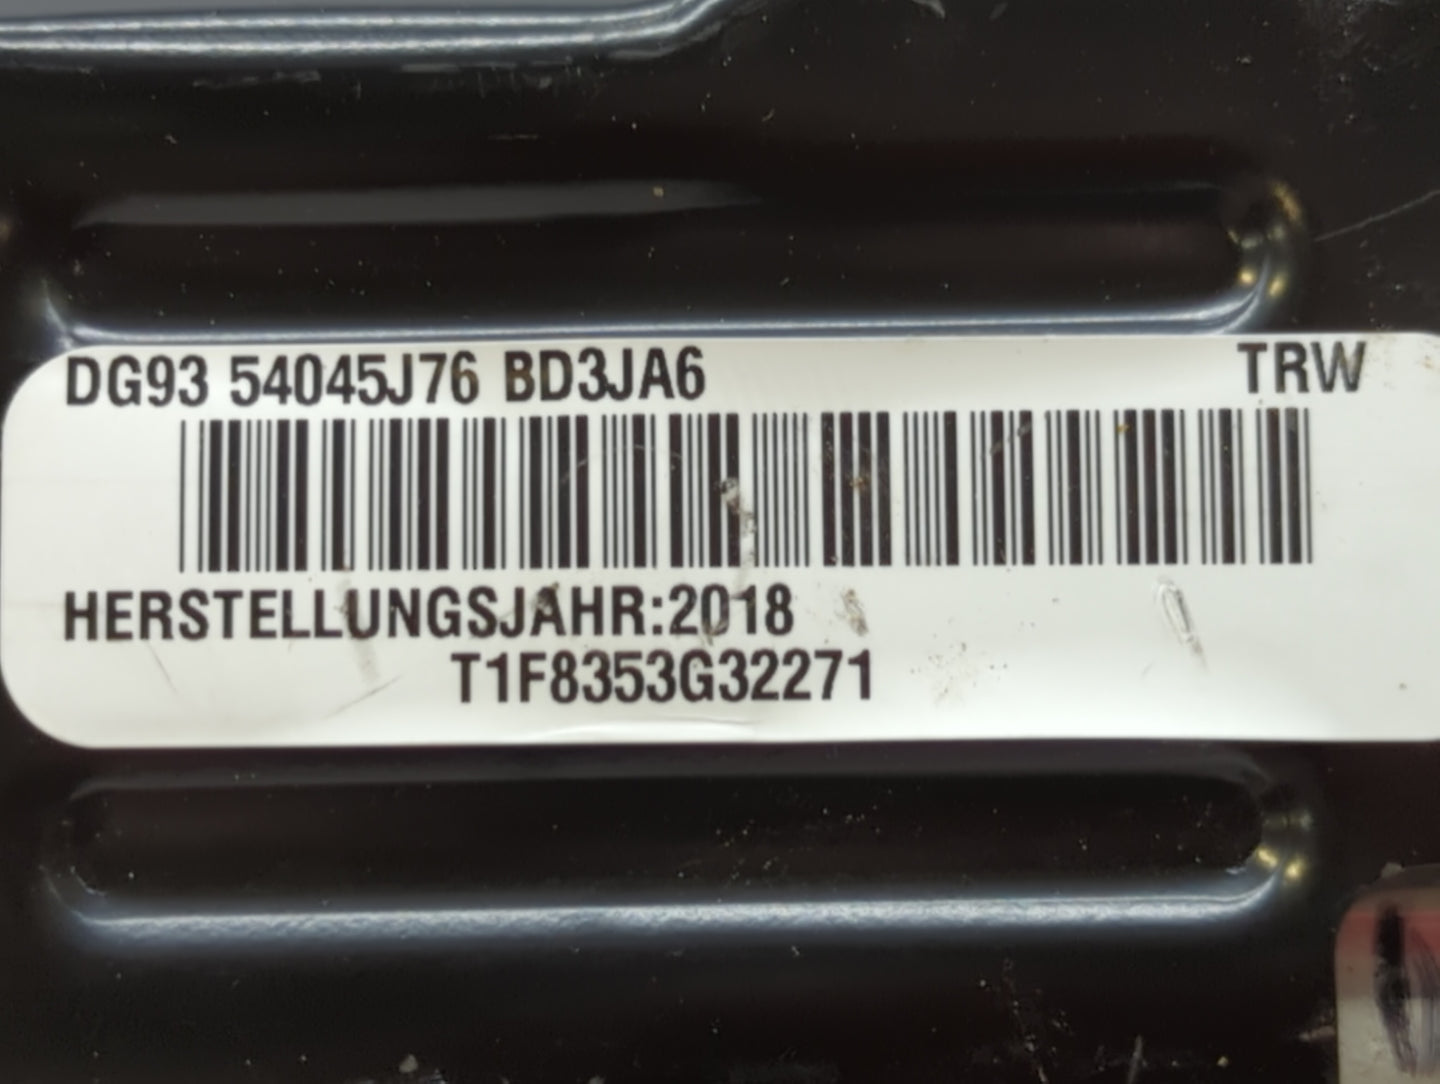 DG93 54045J76 BD3JA6 TRW
HERSTELLUNGSJAHR:2018
T1F8353G32271